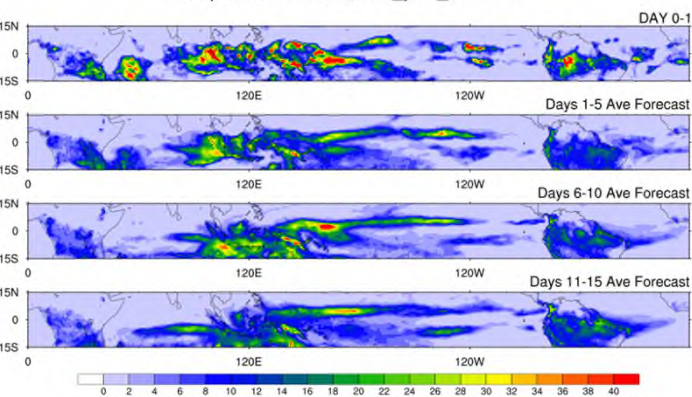 DAY 0-1
15N
0
15S
0 120E 120W
Days 1-5 Ave Forecast
15N
0
15S
0 120E 120W
Days 6-10 Ave Forecast
15N
0
15S
0 120E 120W
Days 11-15 Ave Forecast
15N
0
15S
0 120E 120W
0 2 4 6 8 10 12 14 16 18 20 22 24 26 28 30 32 34 36 38 40